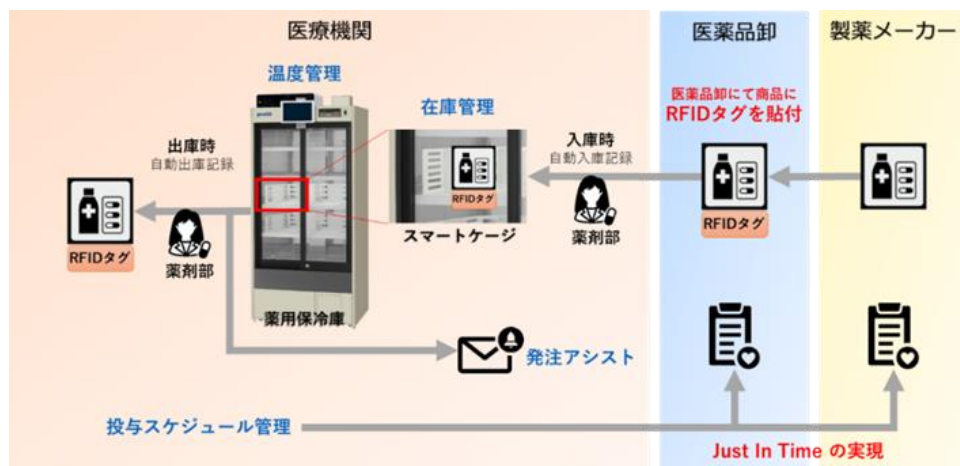 医療機関
医薬品卸
製薬メーカー
温度管理
在庫管理
医薬品卸にて商品に
RFIDタグを貼付
出庫時
自動出庫記録
入庫時
自動入庫記録
RFIDタグ
RFIDタグ
RFIDタグ
薬剤部
薬剤部
スマートケージ
薬用保冷庫
発注アシスト
投与スケジュール管理
Just In Time の実現